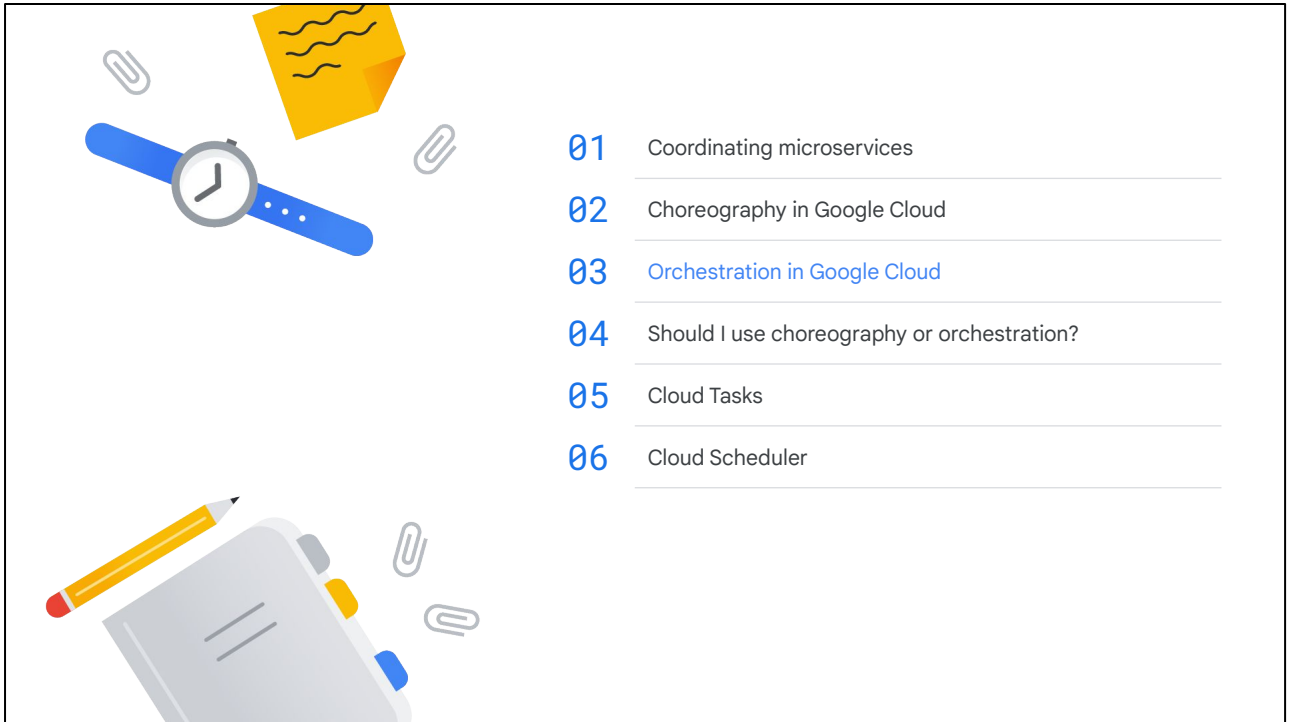 01 Coordinating microservices
02 Choreography in Google Cloud
03 Orchestration in Google Cloud
04 Should I use choreography or orchestration?
05 Cloud Tasks
06 Cloud Scheduler